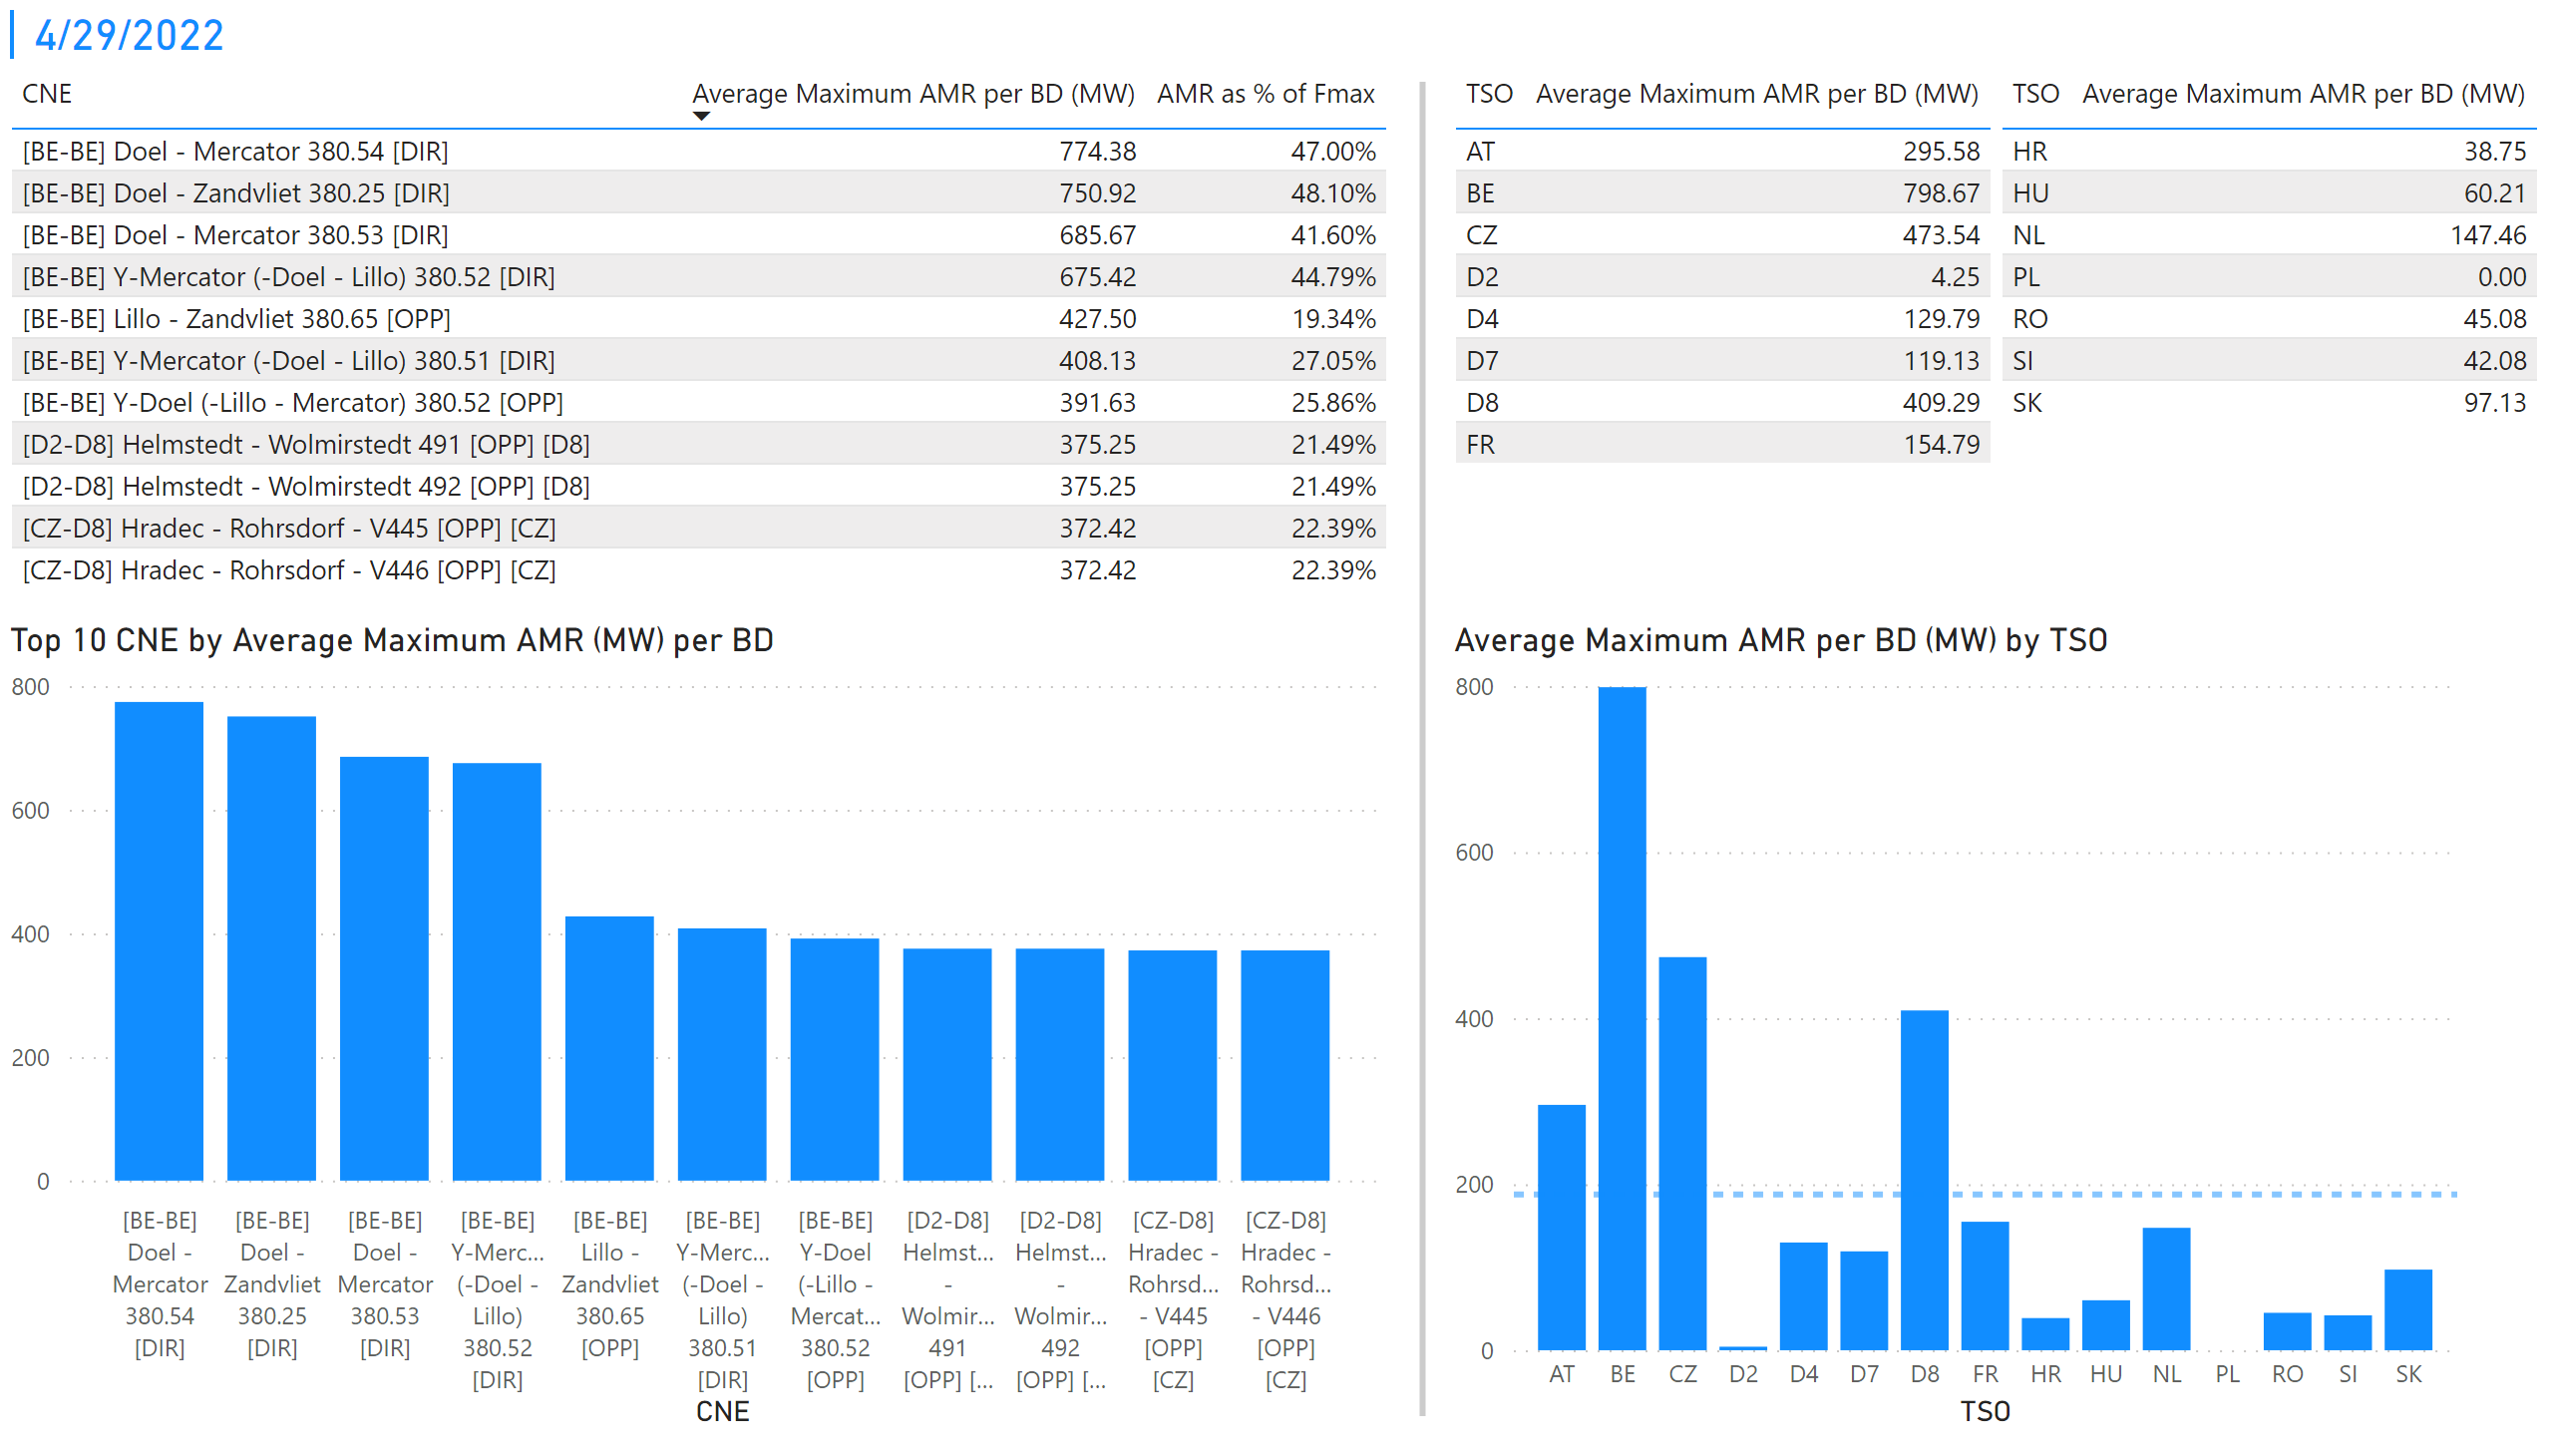 4/29/2022
CNE Average Maximum AMR per BD (MW) AMR as % of Fmax
[BE-BE] Doel - Mercator 380.54 [DIR] 774.38 47.00%
[BE-BE] Doel - Zandvliet 380.25 [DIR] 750.92 48.10%
[BE-BE] Doel - Mercator 380.53 [DIR] 685.67 41.60%
[BE-BE] Y-Mercator (-Doel - Lillo) 380.52 [DIR] 675.42 44.79%
[BE-BE] Lillo - Zandvliet 380.65 [OPP] 427.50 19.34%
[BE-BE] Y-Mercator (-Doel - Lillo) 380.51 [DIR] 408.13 27.05%
[BE-BE] Y-Doel (-Lillo - Mercator) 380.52 [OPP] 391.63 25.86%
[D2-D8] Helmstedt - Wolmirstedt 491 [OPP] [D8] 375.25 21.49%
[D2-D8] Helmstedt - Wolmirstedt 492 [OPP] [D8] 375.25 21.49%
[CZ-D8] Hradec - Rohrsdorf - V445 [OPP] [CZ] 372.42 22.39%
[CZ-D8] Hradec - Rohrsdorf - V446 [OPP] [CZ] 372.42 22.39%
TSO Average Maximum AMR per BD (MW)
AT 295.58
BE 798.67
CZ 473.54
D2 4.25
D4 129.79
D7 119.13
D8 409.29
FR 154.79
TSO Average Maximum AMR per BD (MW)
HR 38.75
HU 60.21
NL 147.46
PL 0.00
RO 45.08
SI 42.08
SK 97.13
Top 10 CNE by Average Maximum AMR (MW) per BD
800
600
400
200
0
[BE-BE]
Doel -
Mercator
380.54
[DIR]
[BE-BE]
Doel -
Zandvliet
380.25
[DIR]
[BE-BE]
Doel -
Mercator
380.53
[DIR]
[BE-BE]
Y-Merc...
(-Doel -
Lillo)
380.52
[DIR]
[BE-BE]
Lillo -
Zandvliet
380.65
[OPP]
[BE-BE]
Y-Merc...
(-Doel -
Lillo)
380.51
[DIR]
[BE-BE]
Y-Doel
(-Lillo -
Mercat...
380.52
[OPP]
[D2-D8]
Helmst...
-
Wolmir...
491
[OPP] [...
[D2-D8]
Helmst...
-
Wolmir...
492
[OPP] [...
[CZ-D8]
Hradec -
Rohrsd...
- V445
[OPP]
[CZ]
[CZ-D8]
Hradec -
Rohrsd...
- V446
[OPP]
[CZ]
CNE
Average Maximum AMR per BD (MW) by TSO
800
600
400
200
0
AT BE CZ D2 D4 D7 D8 FR HR HU NL PL RO SI SK
TSO